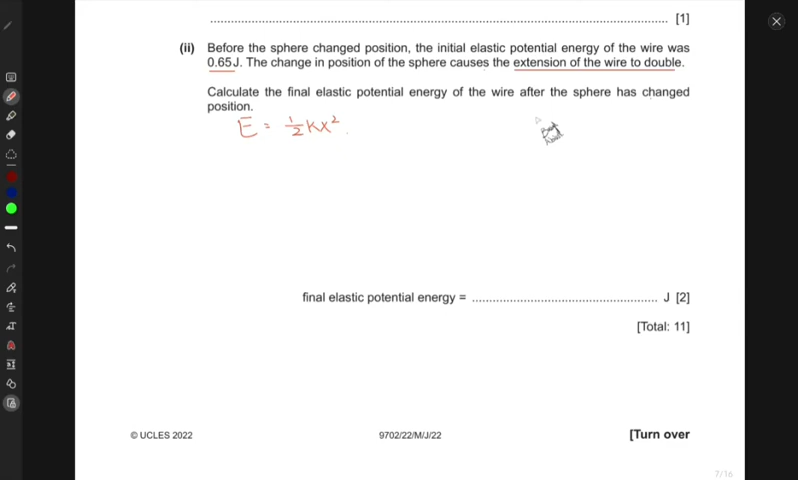 [1]
(ii) Before the sphere changed position, the initial elastic potential energy of the wire was
0.65J. The change in position of the sphere causes the extension of the wire to double.
Calculate the final elastic potential energy of the wire after the sphere has changed
position.
E = ½kx²
final elastic potential energy = ........................................................ J [2]
[Total: 11]
© UCLES 2022
9702/22/M/J/22
[Turn over
7/16